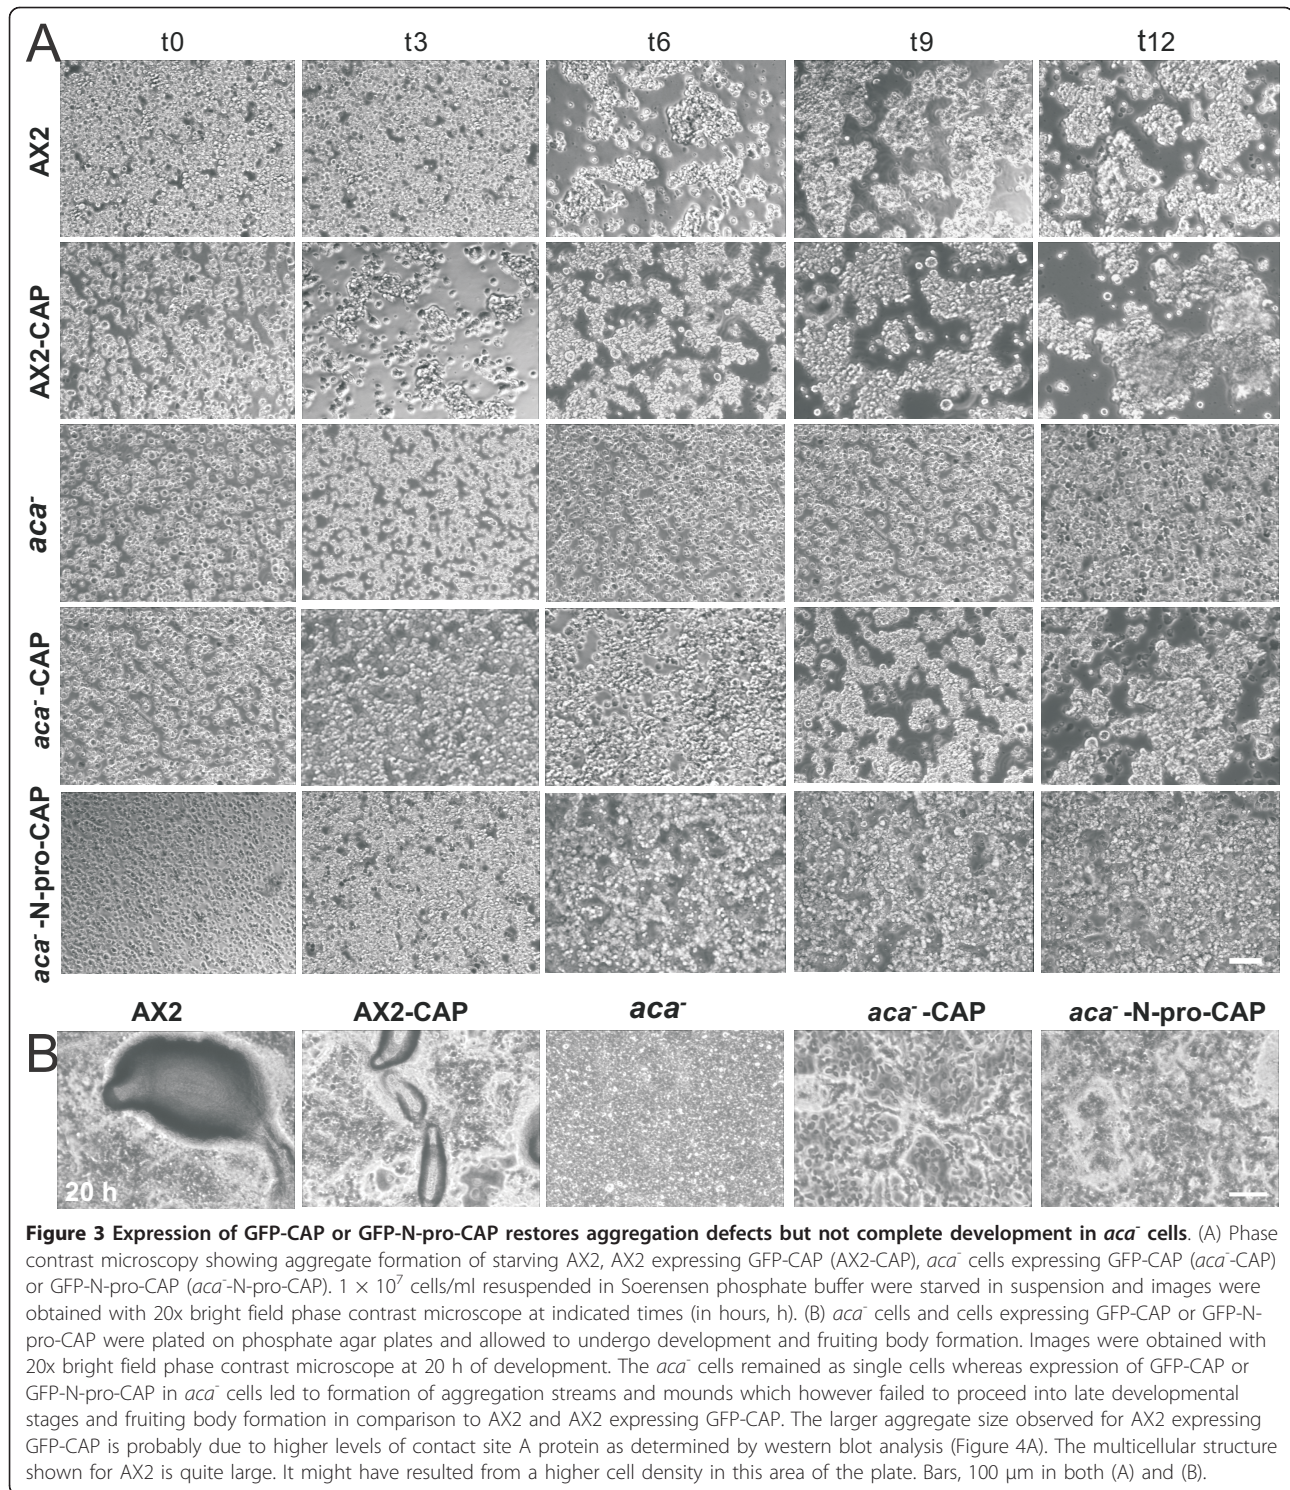 A
t0 t3 t6 t9 t12
AX2
AX2-CAP
aca-
aca- -CAP
aca- -N-pro-CAP
AX2 AX2-CAP aca- aca- -CAP aca- -N-pro-CAP
B
20 h
Figure 3 Expression of GFP-CAP or GFP-N-pro-CAP restores aggregation defects but not complete development in aca- cells. (A) Phase
contrast microscopy showing aggregate formation of starving AX2, AX2 expressing GFP-CAP (AX2-CAP), aca- cells expressing GFP-CAP (aca--CAP)
or GFP-N-pro-CAP (aca--N-pro-CAP). 1 × 10⁷ cells/ml resuspended in Soerensen phosphate buffer were starved in suspension and images were
obtained with 20x bright field phase contrast microscope at indicated times (in hours, h). (B) aca- cells and cells expressing GFP-CAP or GFP-N-
pro-CAP were plated on phosphate agar plates and allowed to undergo development and fruiting body formation. Images were obtained with
20x bright field phase contrast microscope at 20 h of development. The aca- cells remained as single cells whereas expression of GFP-CAP or
GFP-N-pro-CAP in aca- cells led to formation of aggregation streams and mounds which however failed to proceed into late developmental
stages and fruiting body formation in comparison to AX2 and AX2 expressing GFP-CAP. The larger aggregate size observed for AX2 expressing
GFP-CAP is probably due to higher levels of contact site A protein as determined by western blot analysis (Figure 4A). The multicellular structure
shown for AX2 is quite large. It might have resulted from a higher cell density in this area of the plate. Bars, 100 μm in both (A) and (B).